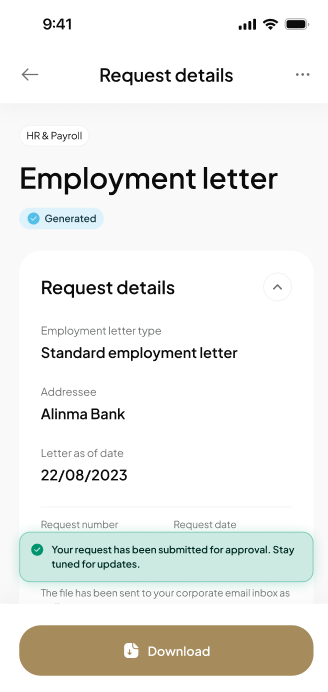 9:41
Request details
HR & Payroll
Employment letter
Generated
Request details
Employment letter type
Standard employment letter
Addressee
Alinma Bank
Letter as of date
22/08/2023
Request number Request date
Your request has been submitted for approval. Stay
tuned for updates.
The file has been sent to your corporate email inbox as
Download